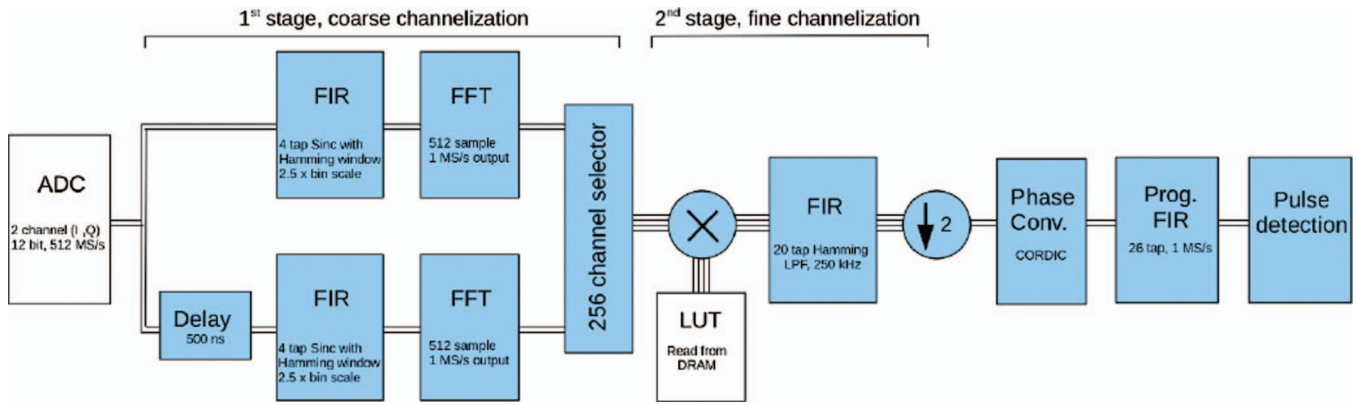 1st stage, coarse channelization
2nd stage, fine channelization
ADC
2 channel (I ,Q)
12 bit, 512 MS/s
FIR
4 tap Sinc with
Hamming window
2.5 x bin scale
FFT
512 sample
1 MS/s output
Delay
500 ns
FIR
4 tap Sinc with
Hamming window
2.5 x bin scale
FFT
512 sample
1 MS/s output
256 channel selector
LUT
Read from
DRAM
FIR
20 tap Hamming
LPF, 250 kHz
2
Phase
Conv.
CORDIC
Prog.
FIR
26 tap, 1 MS/s
Pulse
detection